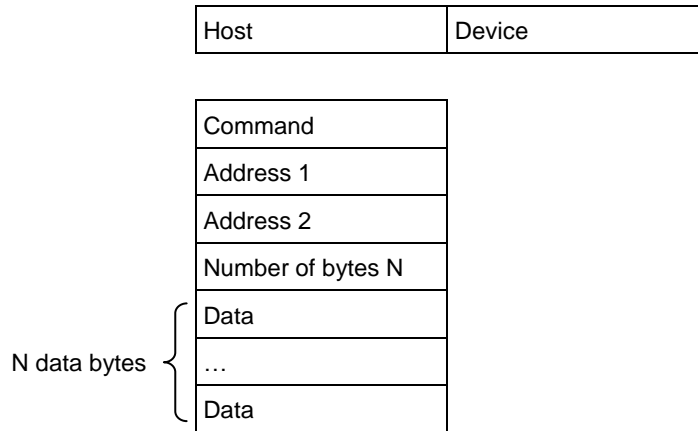 Host Device
Command
Address 1
Address 2
Number of bytes N
Data
N data bytes …
Data